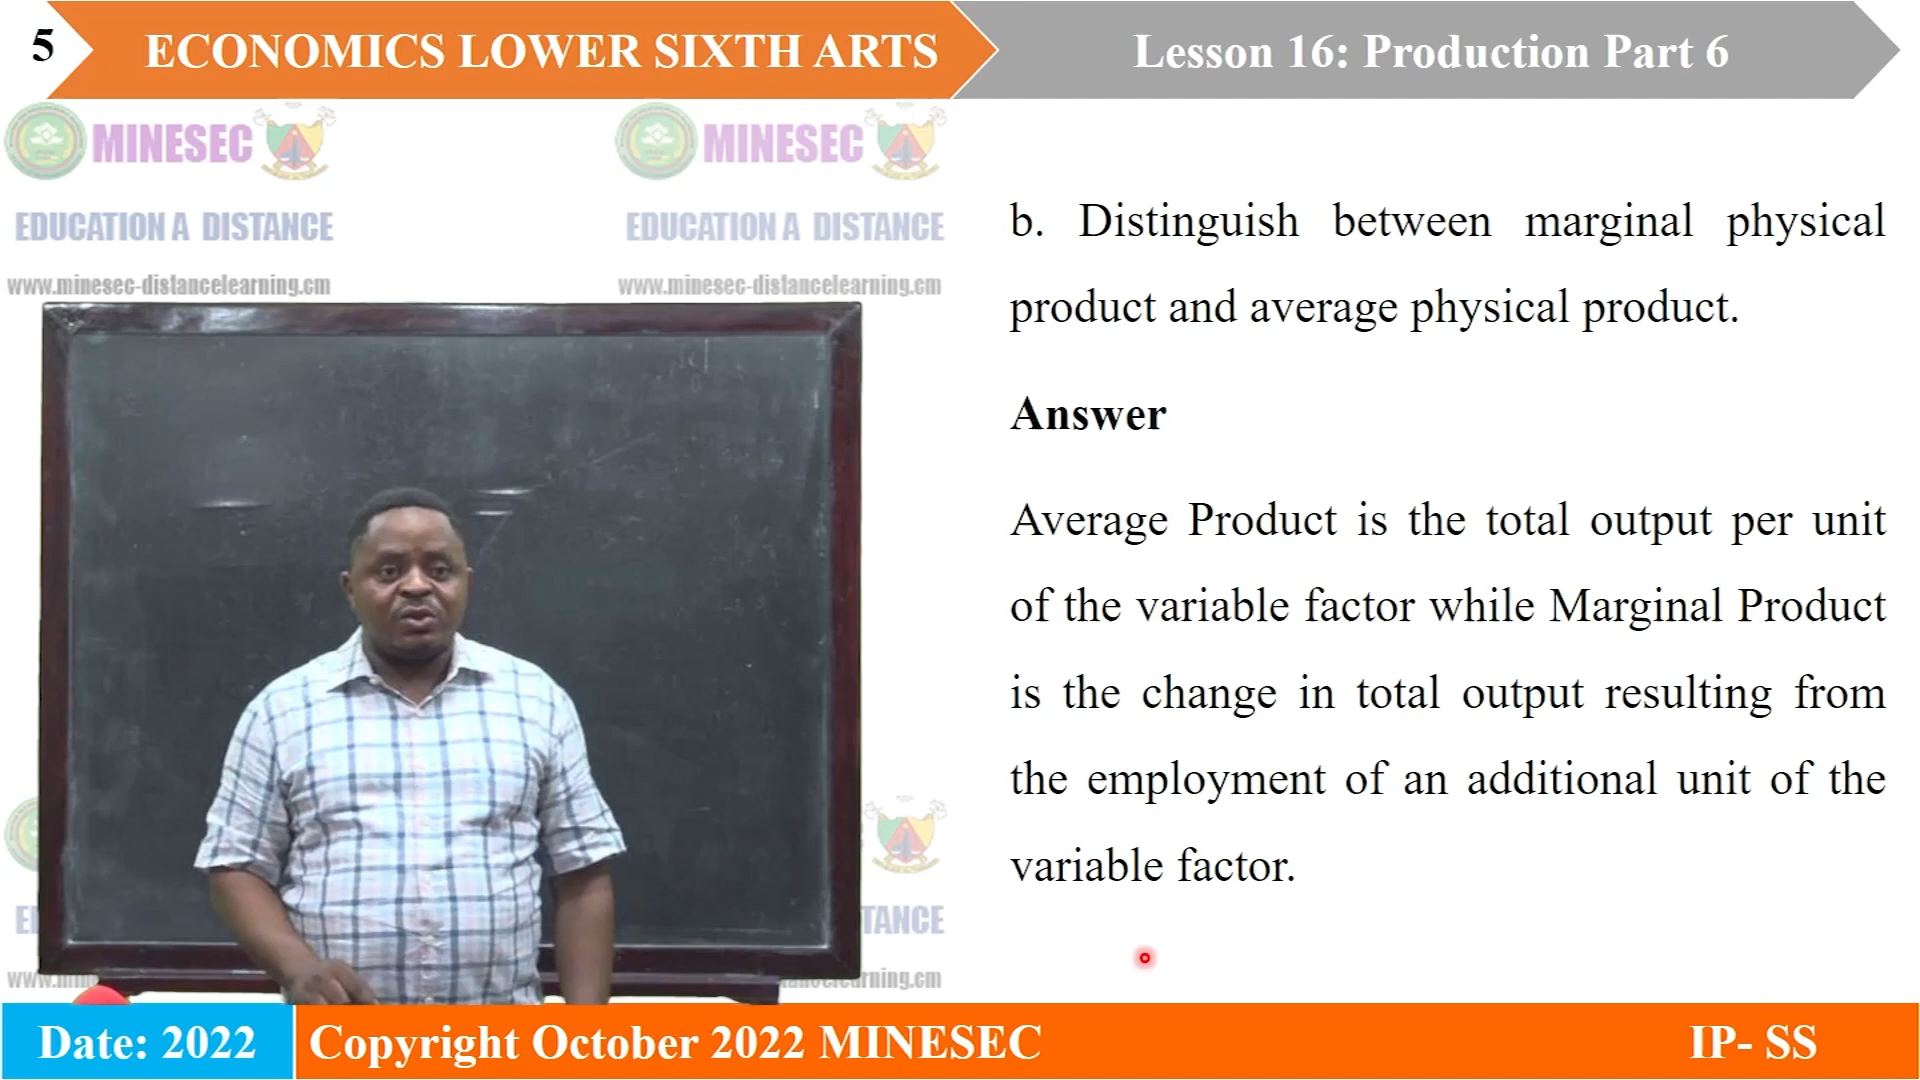 5
ECONOMICS LOWER SIXTH ARTS
Lesson 16: Production Part 6
MINESEC
MINESEC
EDUCATION A DISTANCE
EDUCATION A DISTANCE
www.minesec-distancelearning.cm
www.minesec-distancelearning.cm
b. Distinguish between marginal physical
product and average physical product.
Answer
Average Product is the total output per unit
of the variable factor while Marginal Product
is the change in total output resulting from
the employment of an additional unit of the
variable factor.
Date: 2022
Copyright October 2022 MINESEC
IP- SS